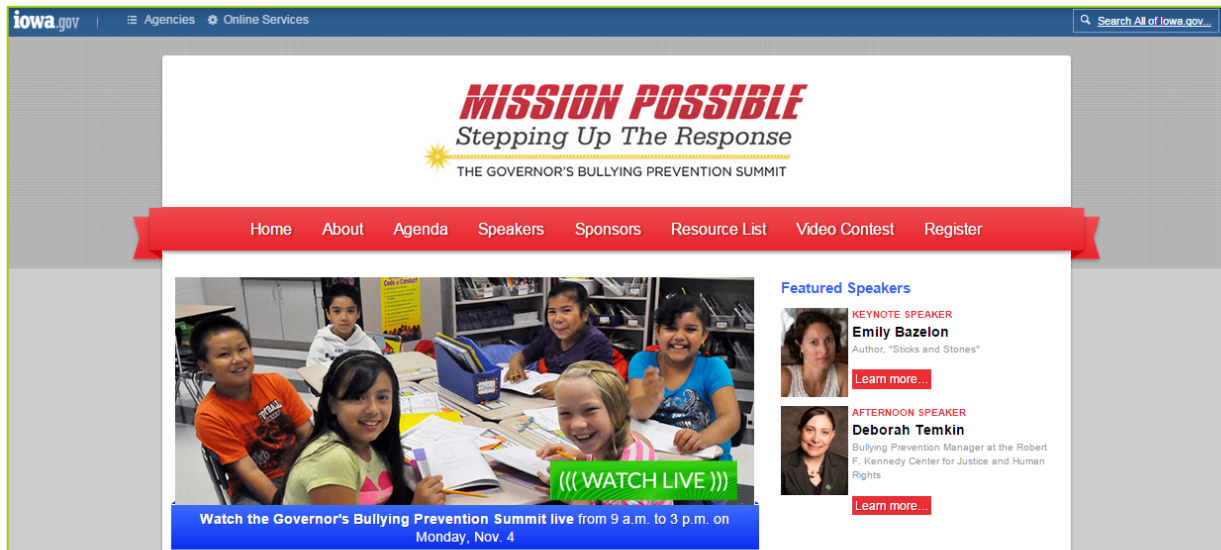 iowa.gov
Agencies
Online Services
Search All of Iowa.gov...
MISSION POSSIBLE
Stepping Up The Response
THE GOVERNOR'S BULLYING PREVENTION SUMMIT
Home About Agenda Speakers Sponsors Resource List Video Contest Register
Code of Conduct
((( WATCH LIVE )))
Watch the Governor's Bullying Prevention Summit live from 9 a.m. to 3 p.m. on
Monday, Nov. 4
Featured Speakers
KEYNOTE SPEAKER
Emily Bazelon
Author, "Sticks and Stones"
Learn more...
AFTERNOON SPEAKER
Deborah Temkin
Bullying Prevention Manager at the Robert
F. Kennedy Center for Justice and Human
Rights
Learn more...